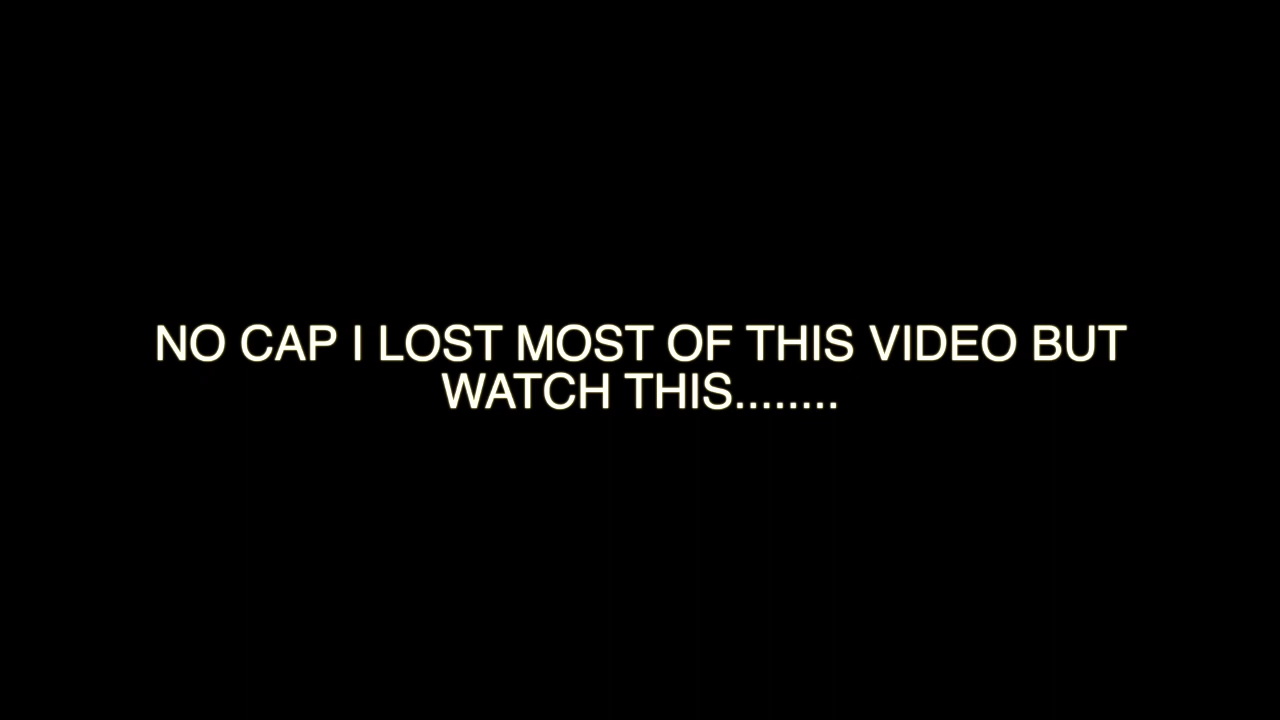 NO CAP I LOST MOST OF THIS VIDEO BUT
WATCH THIS........